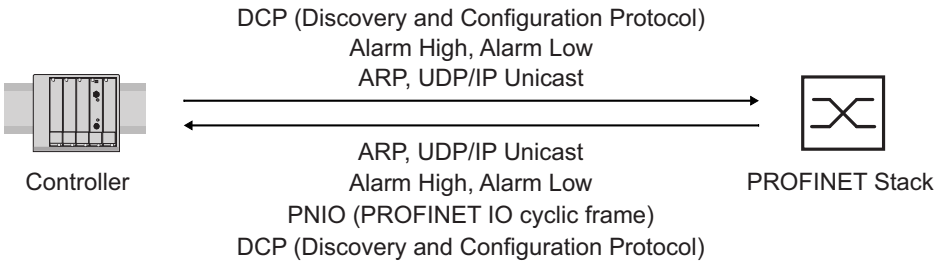 DCP (Discovery and Configuration Protocol)
Alarm High, Alarm Low
ARP, UDP/IP Unicast
Controller
PROFINET Stack
ARP, UDP/IP Unicast
Alarm High, Alarm Low
PNIO (PROFINET IO cyclic frame)
DCP (Discovery and Configuration Protocol)